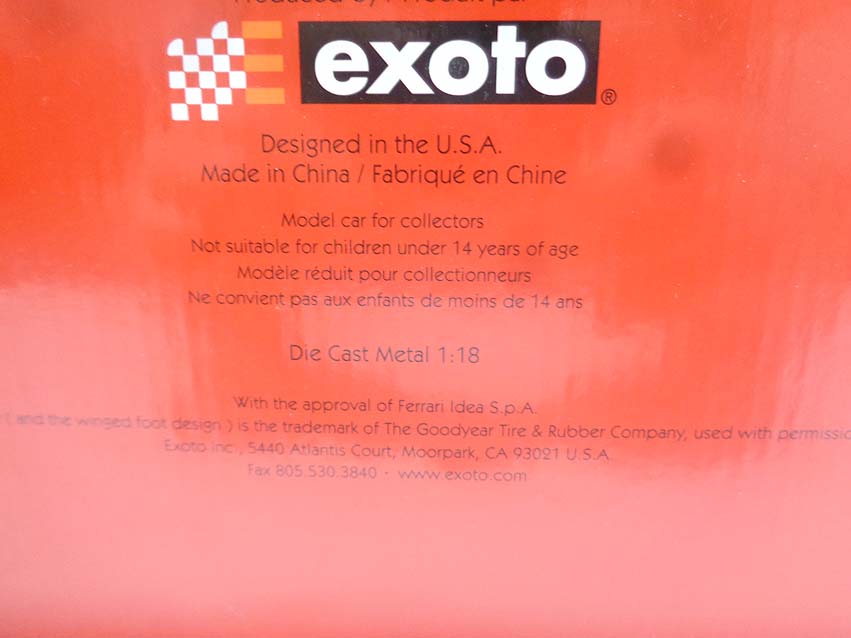 Produced by / Produit par
exoto®
Designed in the U.S.A.
Made in China / Fabriqué en Chine
Model car for collectors
Not suitable for children under 14 years of age
Modèle réduit pour collectionneurs
Ne convient pas aux enfants de moins de 14 ans
Die Cast Metal 1:18
With the approval of Ferrari Idea S.p.A.
( and the winged foot design ) is the trademark of The Goodyear Tire & Rubber Company, used with permissio
Exoto Inc., 5440 Atlantis Court, Moorpark, CA 93021 U.S.A.
Fax 805.530.3840 · www.exoto.com